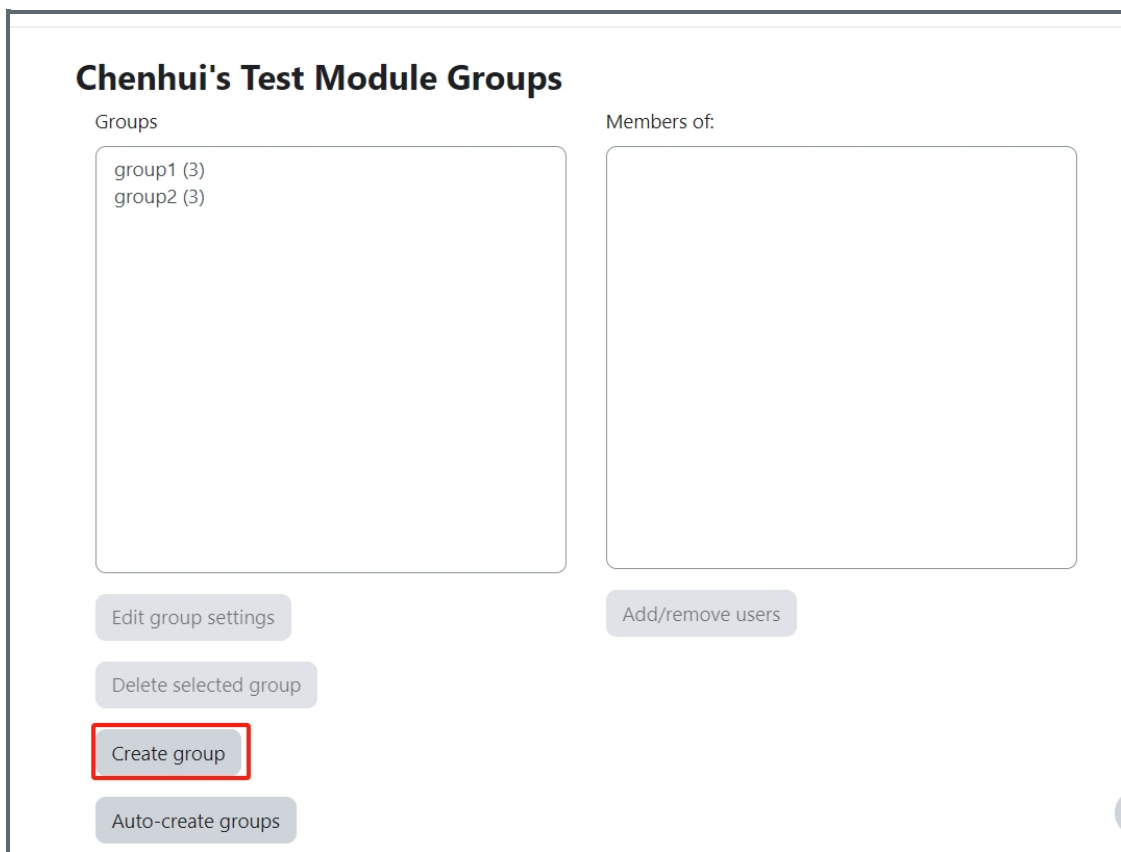 Chenhui's Test Module Groups
Groups
group1 (3)
group2 (3)
Edit group settings
Delete selected group
Create group
Auto-create groups
Members of:
Add/remove users